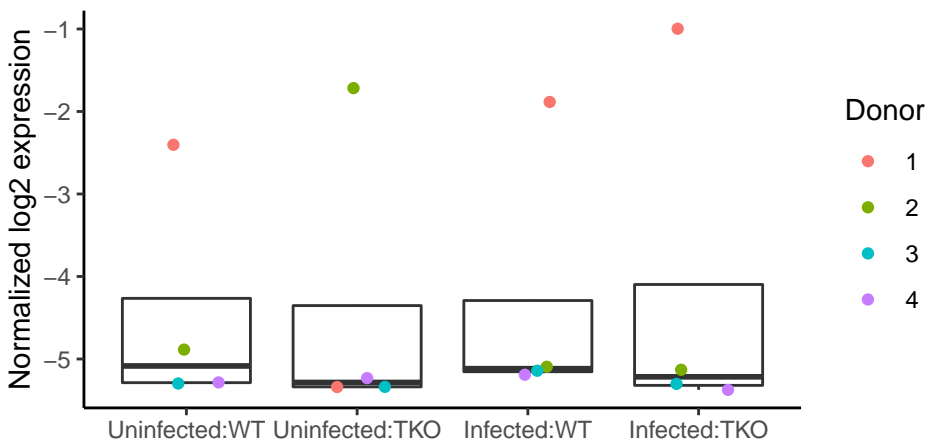 Normalized log2 expression
−1
−2
−3
−4
−5
Uninfected:WT
Uninfected:TKO
Infected:WT
Infected:TKO
Donor
1
2
3
4